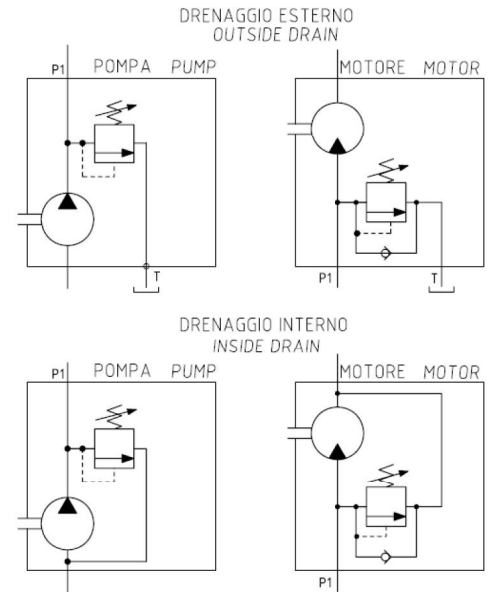 DRENAGGIO ESTERNO
OUTSIDE DRAIN
P1 POMPA PUMP
MOTORE MOTOR
T
P1 T
DRENAGGIO INTERNO
INSIDE DRAIN
P1 POMPA PUMP
MOTORE MOTOR
P1